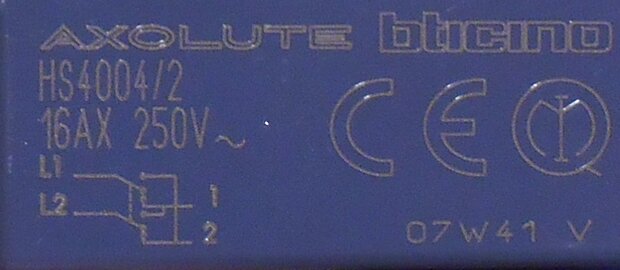 AXOLUTE bticino
HS4004/2
16AX 250V~
CE
L1
1
L2
2
07W41 V